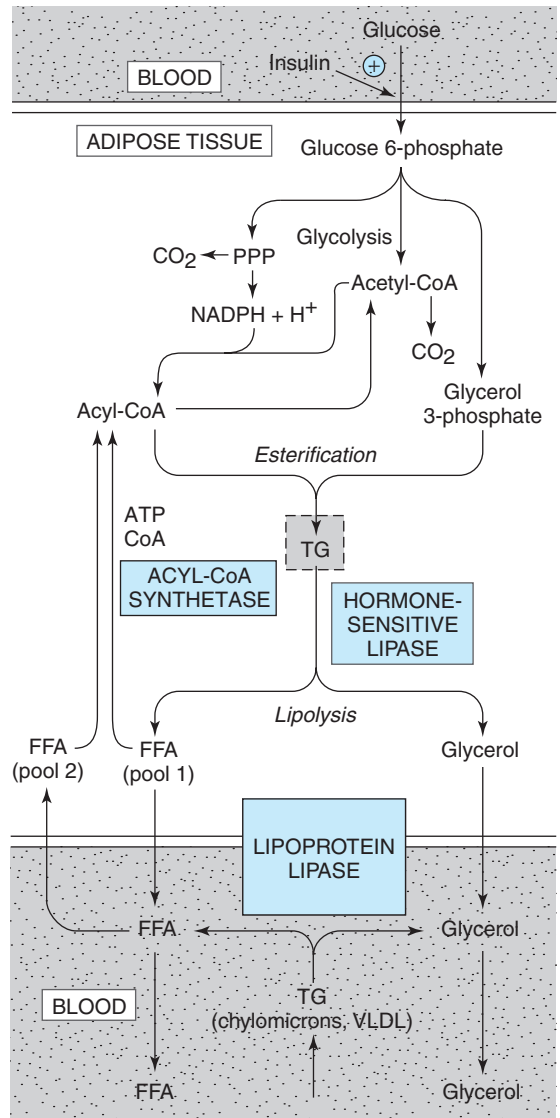 Glucose
Insulin
+
BLOOD
ADIPOSE TISSUE
Glucose 6-phosphate
Glycolysis
CO2
PPP
Acetyl-CoA
NADPH + H+
CO2
Acyl-CoA
Glycerol
3-phosphate
Esterification
ATP
CoA
TG
ACYL-CoA
SYNTHETASE
HORMONE-
SENSITIVE
LIPASE
Lipolysis
FFA
(pool 2)
FFA
(pool 1)
Glycerol
LIPOPROTEIN
LIPASE
FFA
Glycerol
BLOOD
TG
(chylomicrons, VLDL)
FFA
Glycerol